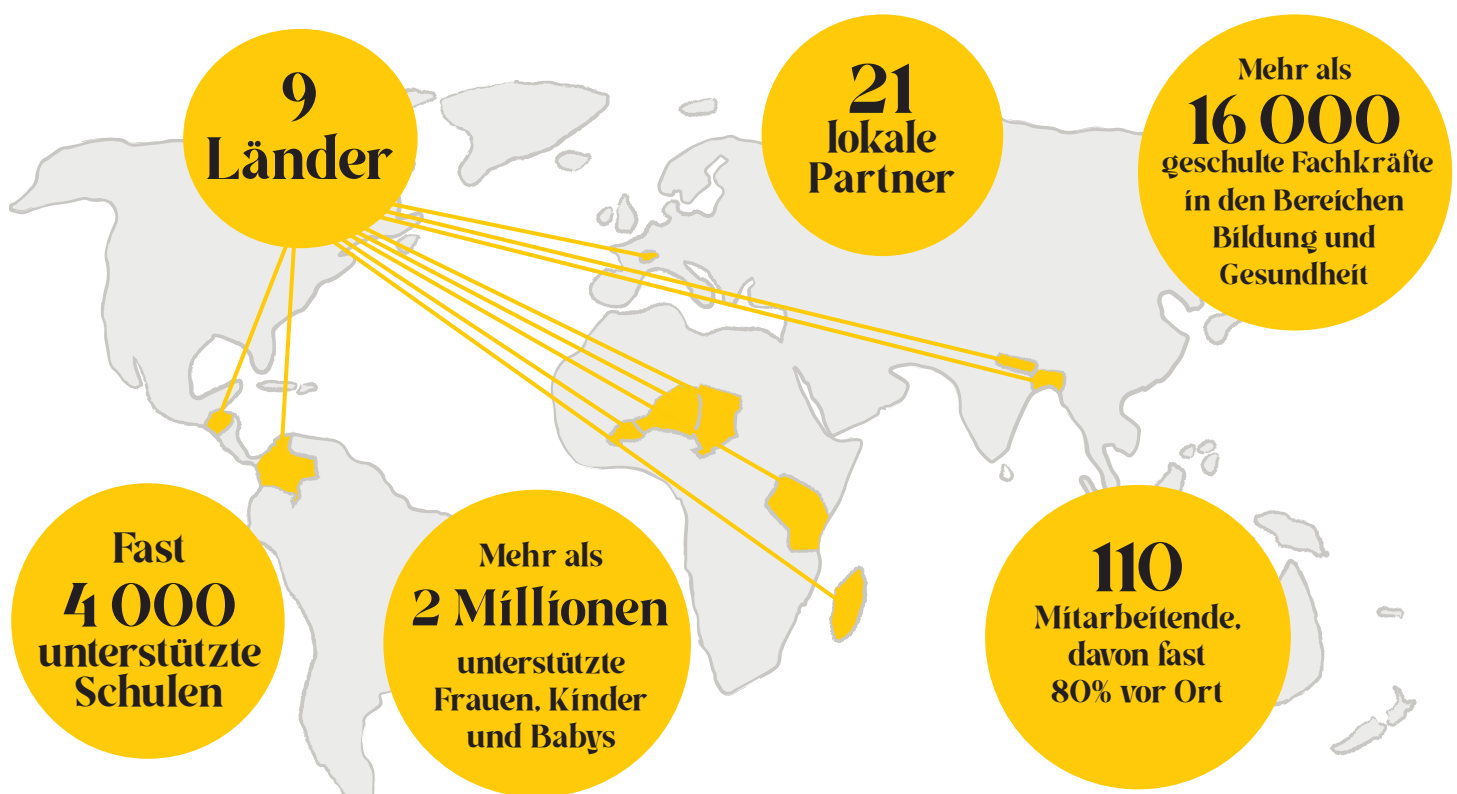 9
Länder
21
lokale
Partner
Mehr als
16 000
geschulte Fachkräfte
in den Bereichen
Bildung und
Gesundheit
Fast
4 000
unterstützte
Schulen
Mehr als
2 Millionen
unterstützte
Frauen, Kinder
und Babys
110
Mitarbeitende,
davon fast
80% vor Ort